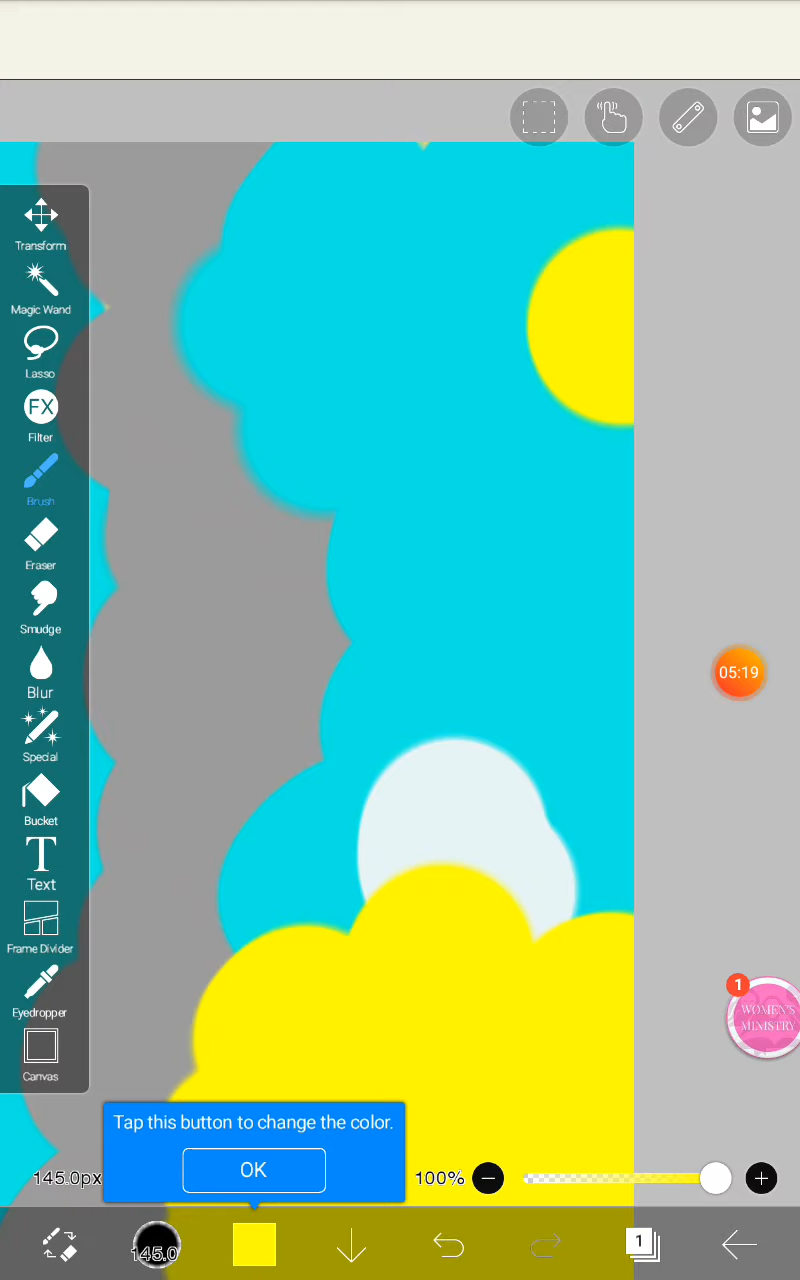 Transform
Magic Wand
Lasso
FX
Filter
Brush
Eraser
Smudge
Blur
Special
Bucket
T
Text
Frame Divider
Eyedropper
Canvas
05:19
1
WOMEN'S
MINISTRY
Tap this button to change the color.
OK
145.0px
100%
145.0
1